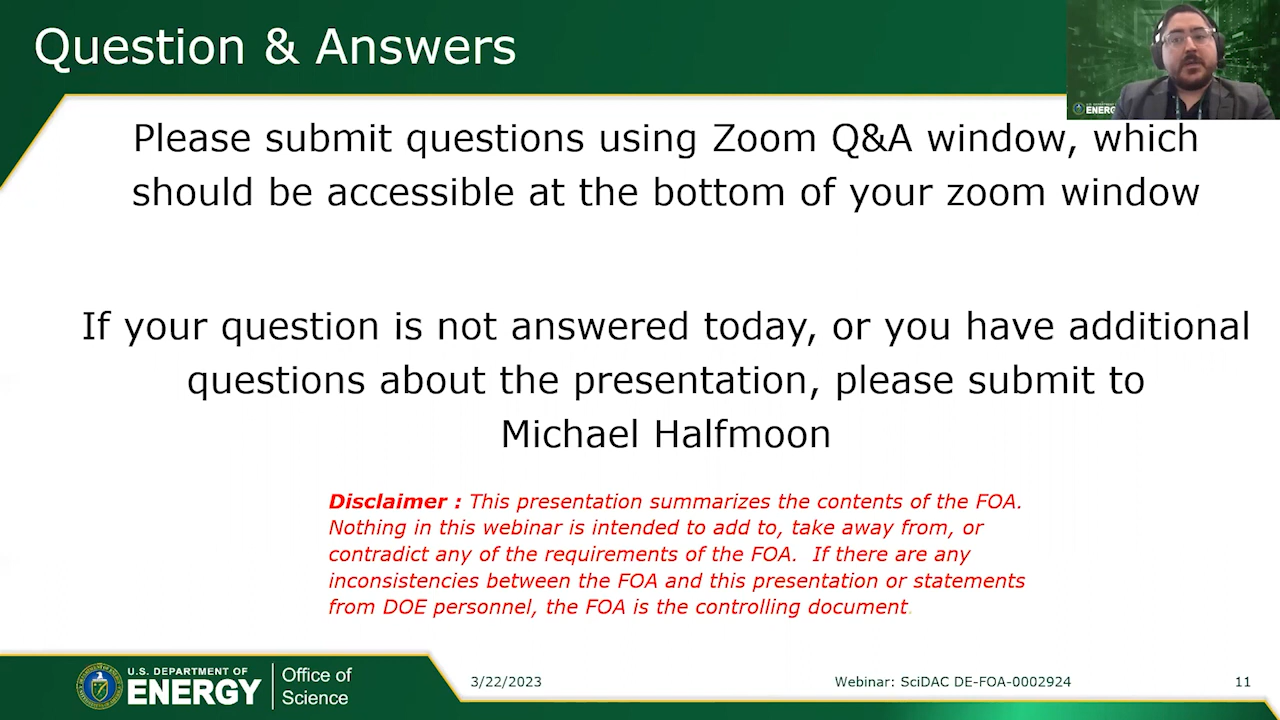 Question & Answers
ENERG
Please submit questions using Zoom Q&A window, which
should be accessible at the bottom of your zoom window
If your question is not answered today, or you have additional
questions about the presentation, please submit to
Michael Halfmoon
Disclaimer : This presentation summarizes the contents of the FOA.
Nothing in this webinar is intended to add to, take away from, or
contradict any of the requirements of the FOA.  If there are any
inconsistencies between the FOA and this presentation or statements
from DOE personnel, the FOA is the controlling document.
U.S. DEPARTMENT OF
ENERGY
Office of
Science
3/22/2023
Webinar: SciDAC DE-FOA-0002924
11